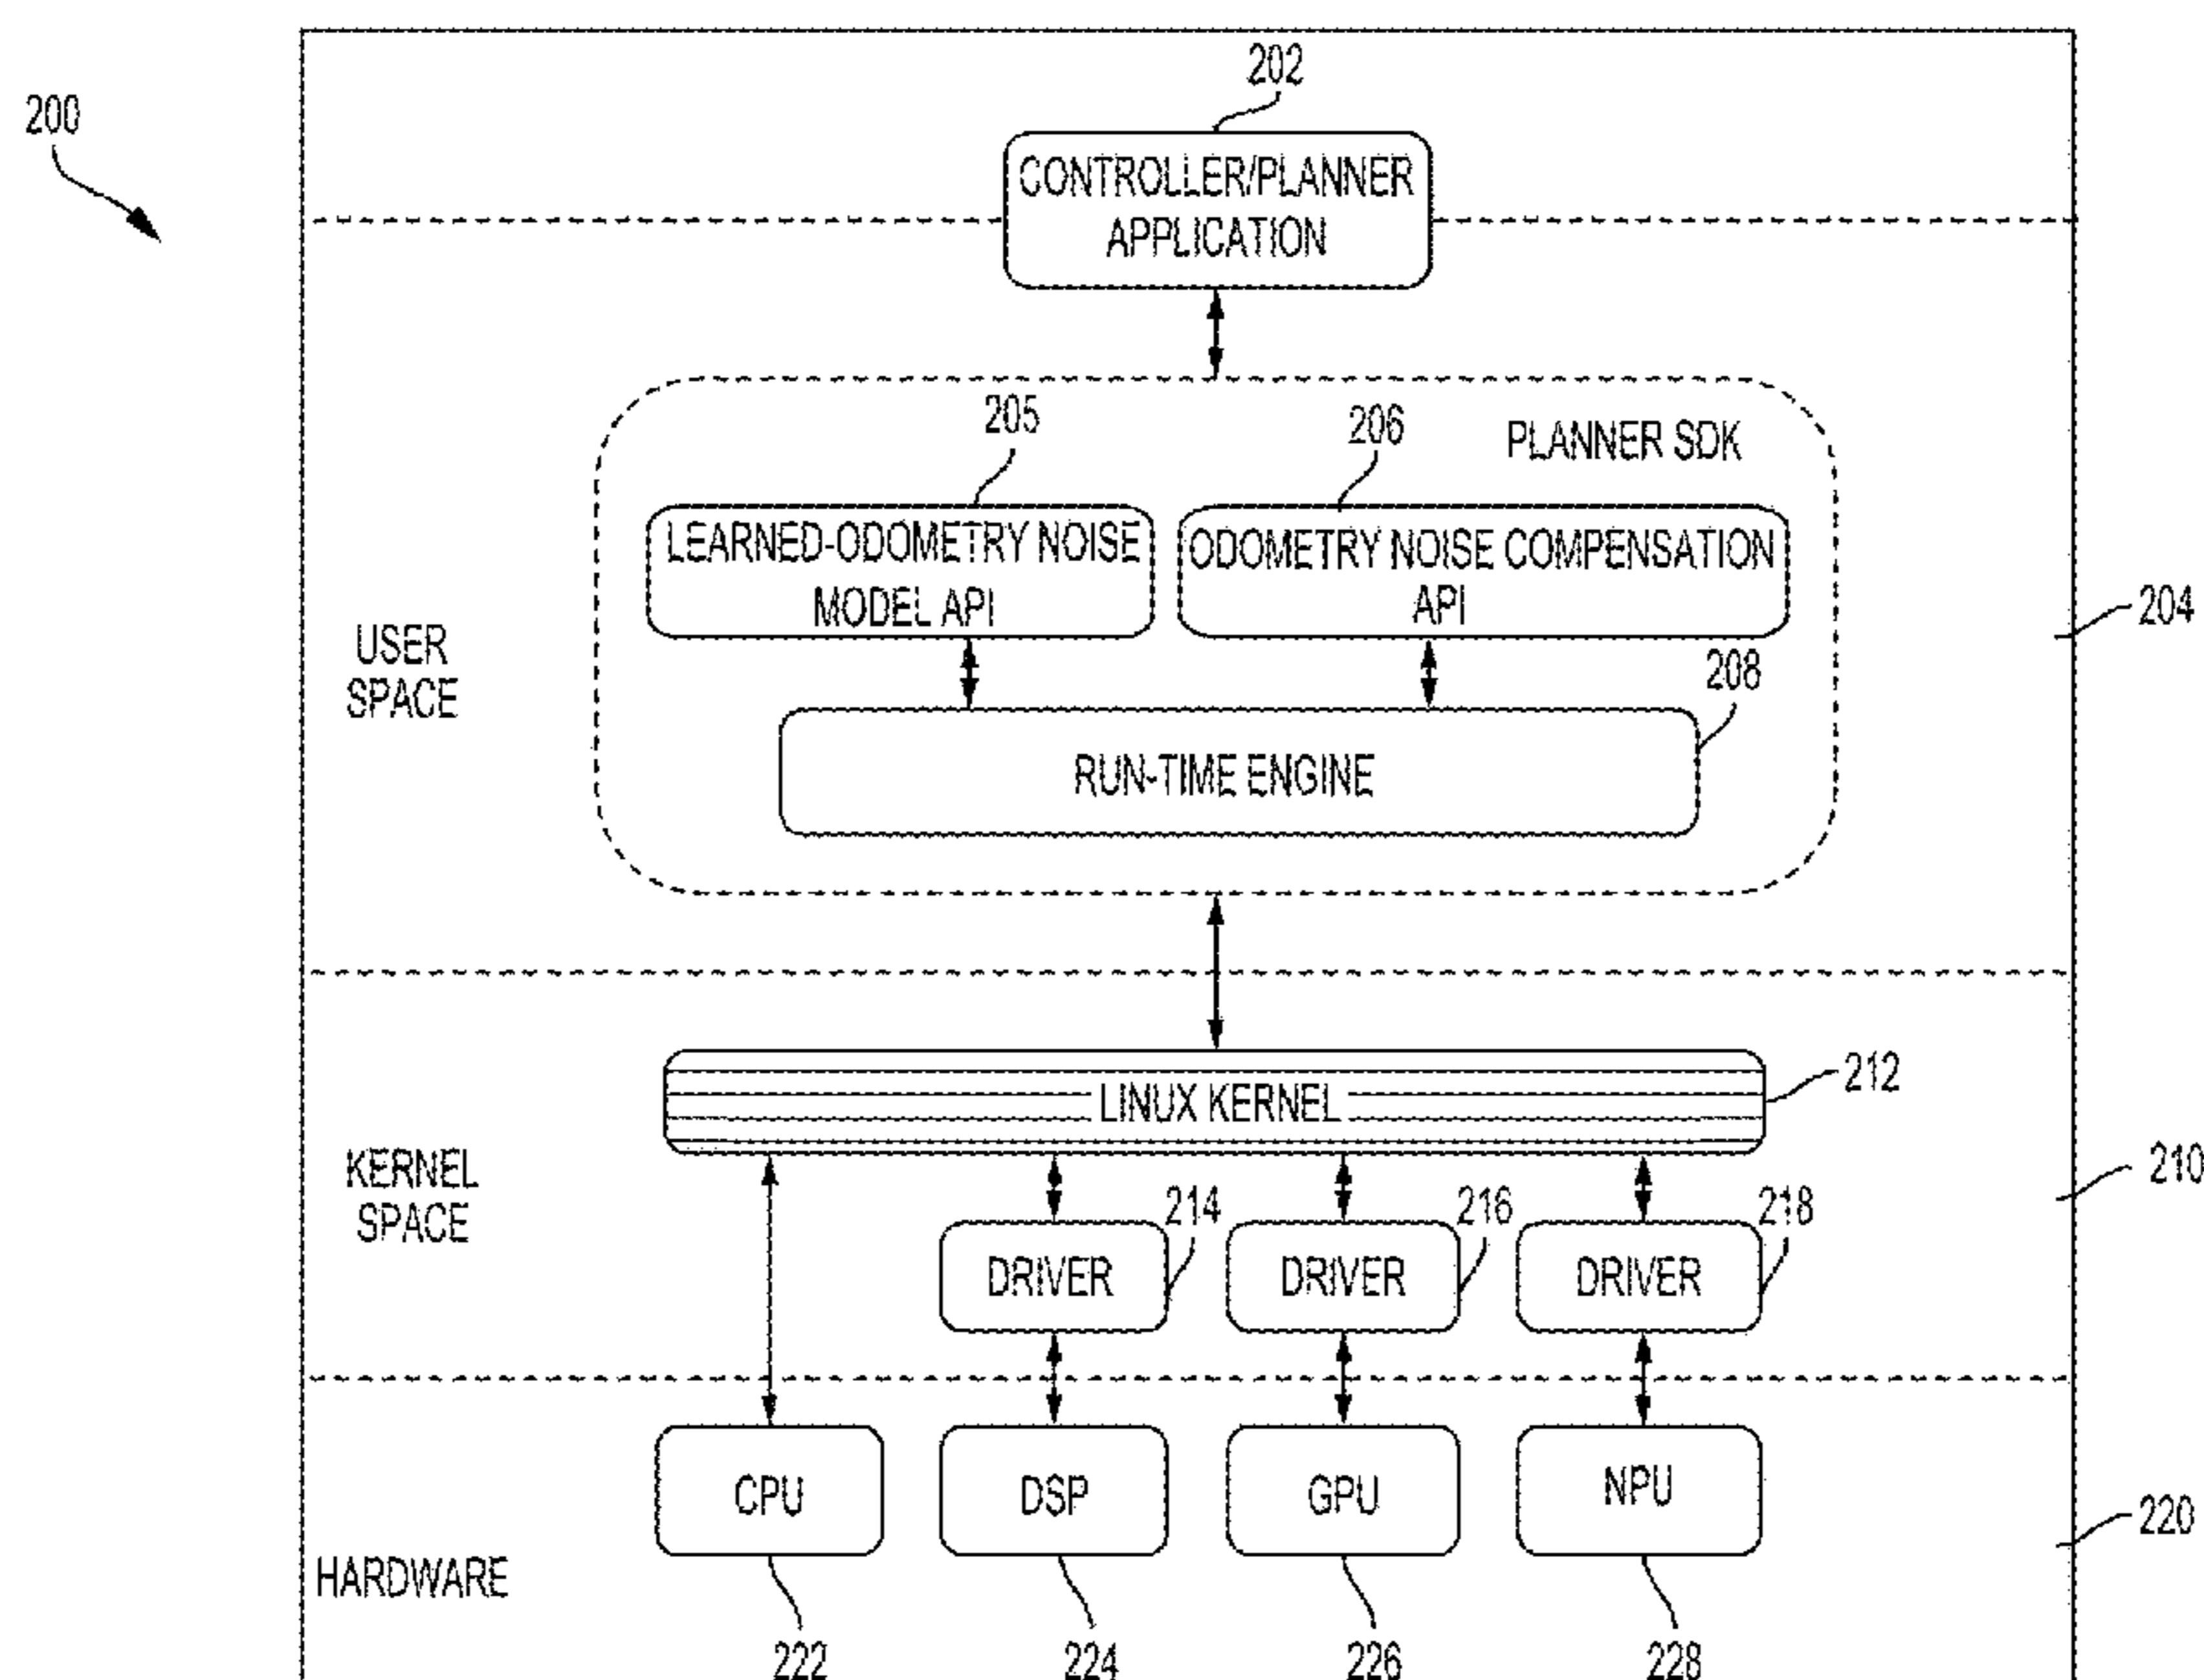 202
200
CONTROLLER/PLANNER
APPLICATION
205
206
PLANNER SDK
LEARNED-ODOMETRY NOISE
MODEL API
ODOMETRY NOISE COMPENSATION
API
204
USER
SPACE
208
RUN-TIME ENGINE
LINUX KERNEL
212
KERNEL
SPACE
210
214
216
218
DRIVER
DRIVER
DRIVER
CPU
DSP
GPU
NPU
220
HARDWARE
222
224
226
228